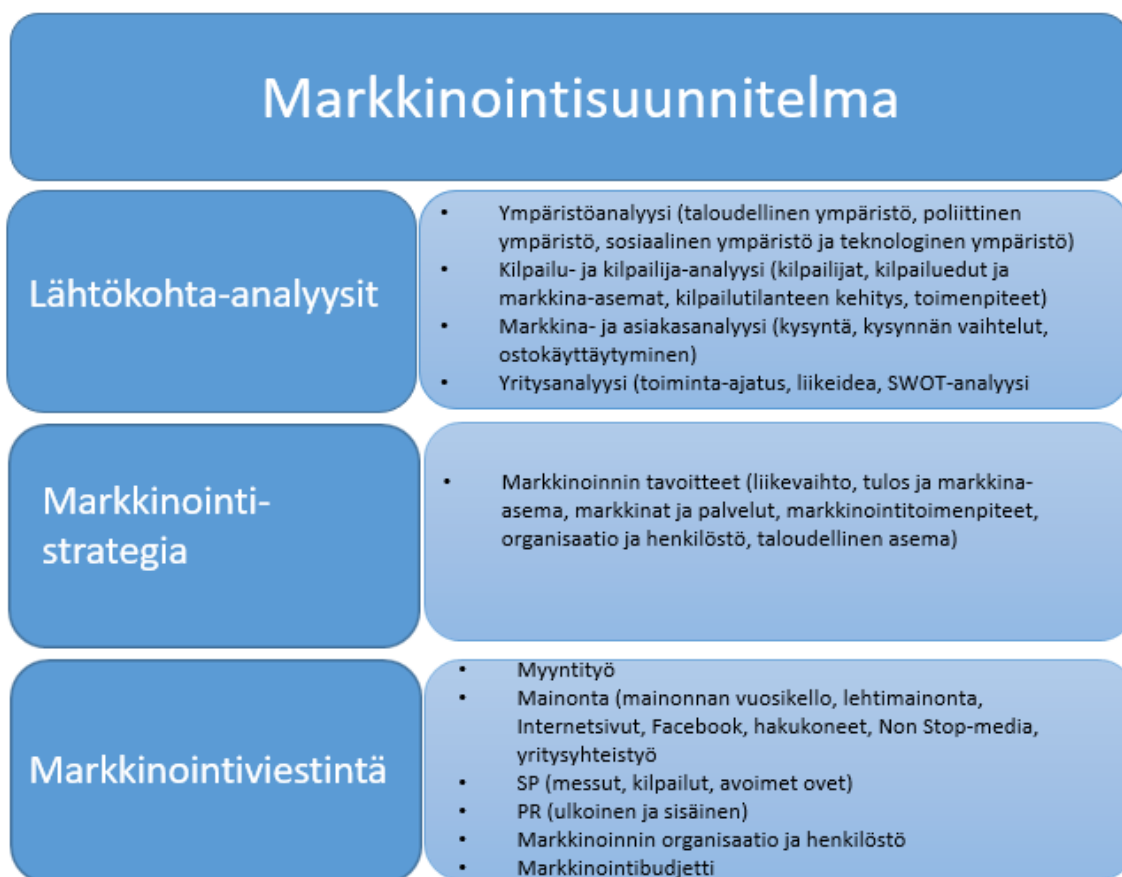 Markkinointisuunnitelma
Lähtökohta-analyysit
• Ympäristöanalyysi (taloudellinen ympäristö, poliittinen
ympäristö, sosiaalinen ympäristö ja teknologinen ympäristö)
• Kilpailu- ja kilpailija-analyysi (kilpailijat, kilpailuedut ja
markkina-asemat, kilpailutilanteen kehitys, toimenpiteet)
• Markkina- ja asiakasanalyysi (kysyntä, kysynnän vaihtelut,
ostokäyttäytyminen)
• Yritysanalyysi (toiminta-ajatus, liikeidea, SWOT-analyysi
Markkinointi-
strategia
• Markkinoinnin tavoitteet (liikevaihto, tulos ja markkina-
asema, markkinat ja palvelut, markkinointitoimenpiteet,
organisaatio ja henkilöstö, taloudellinen asema)
Markkinointiviestintä
• Myyntityö
• Mainonta (mainonnan vuosikello, lehtimainonta,
Internetsivut, Facebook, hakukoneet, Non Stop-media,
yritysyhteistyö
• SP (messut, kilpailut, avoimet ovet)
• PR (ulkoinen ja sisäinen)
• Markkinoinnin organisaatio ja henkilöstö
• Markkinointibudjetti